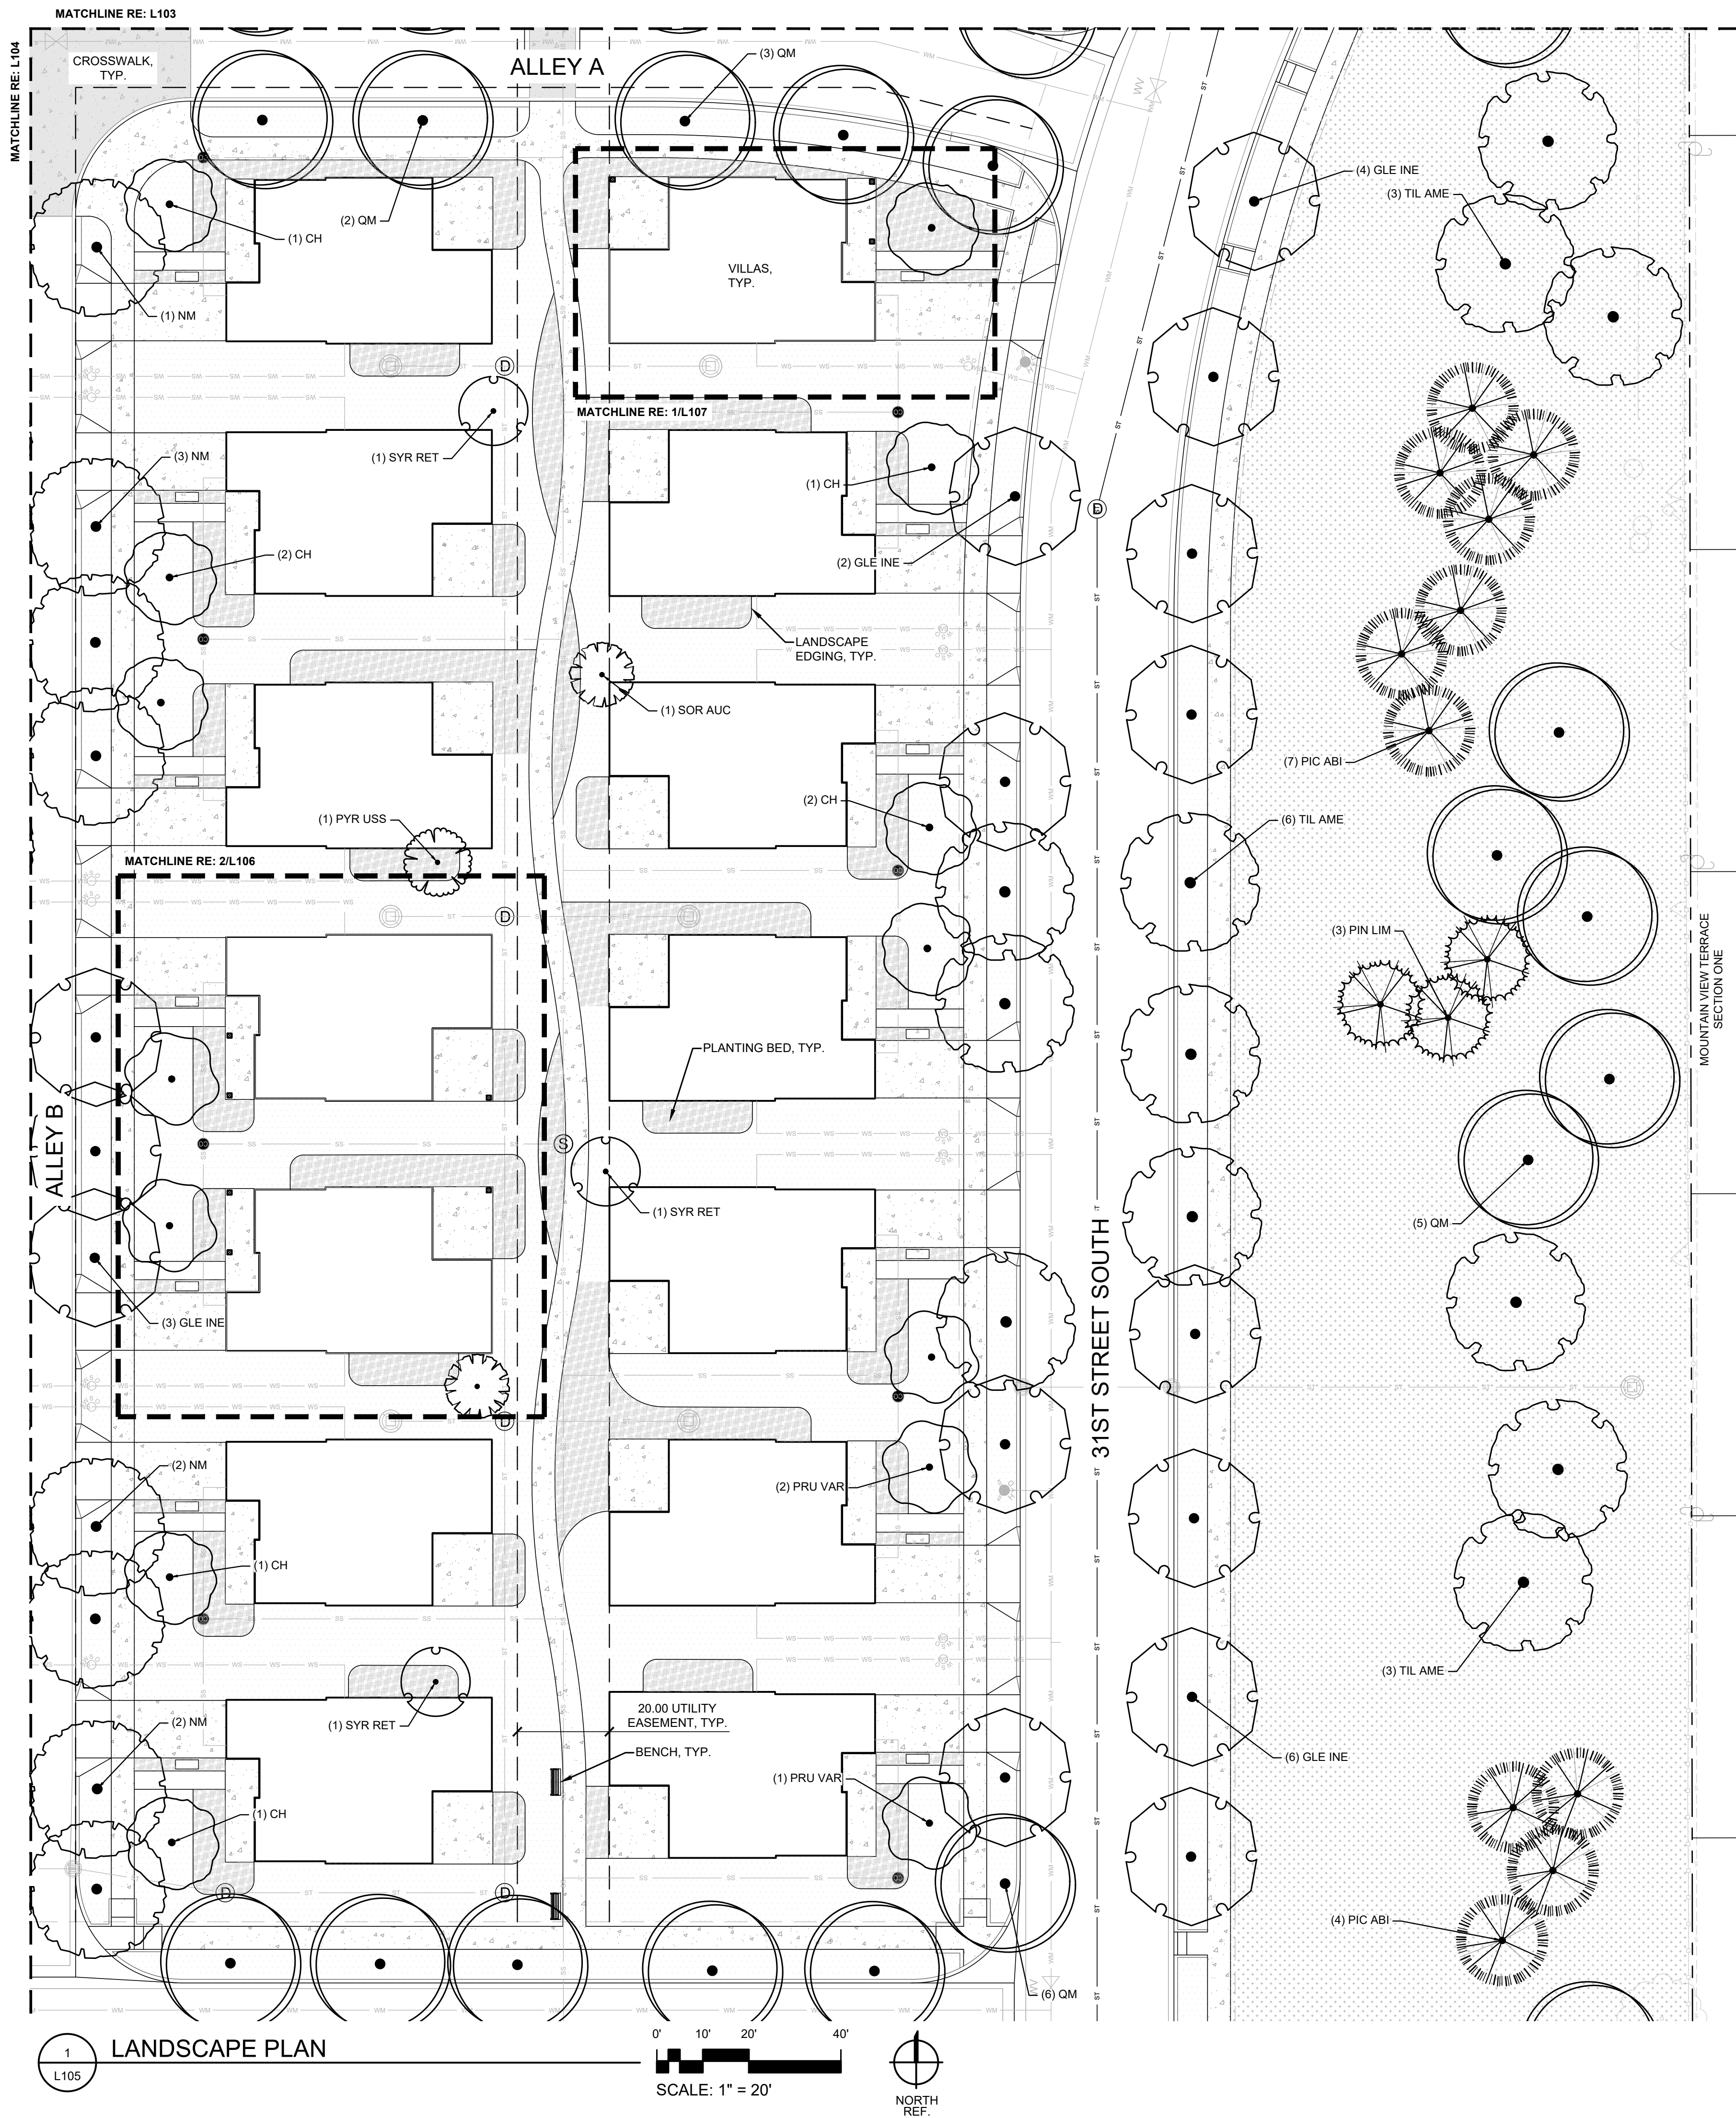 MATCHLINE RE: L103
MATCHLINE RE: L104
CROSSWALK,
TYP.
ALLEY A
(3) QM
(2) QM
(1) CH
(1) NM
(4) GLE INE
(3) TIL AME
VILLAS,
TYP.
MATCHLINE RE: 1/L107
(1) SYR RET
(3) NM
(2) CH
(1) CH
(2) GLE INE
LANDSCAPE
EDGING, TYP.
(1) SOR AUC
(7) PIC ABI
(2) CH
(1) PYR USS
(6) TIL AME
MATCHLINE RE: 2/L106
(3) PIN LIM
MOUNTAIN VIEW TERRACE
SECTION ONE
PLANTING BED, TYP.
ALLEY B
(1) SYR RET
(5) QM
31ST STREET SOUTH
(3) GLE INE
(2) NM
(2) PRU VAR
(1) CH
(3) TIL AME
(2) NM
(1) SYR RET
20.00 UTILITY
EASEMENT, TYP.
BENCH, TYP.
(6) GLE INE
(1) PRU VAR
(1) CH
(4) PIC ABI
(6) QM
1
L105
LANDSCAPE PLAN
0' 10' 20' 40'
SCALE: 1" = 20'
NORTH
REF.